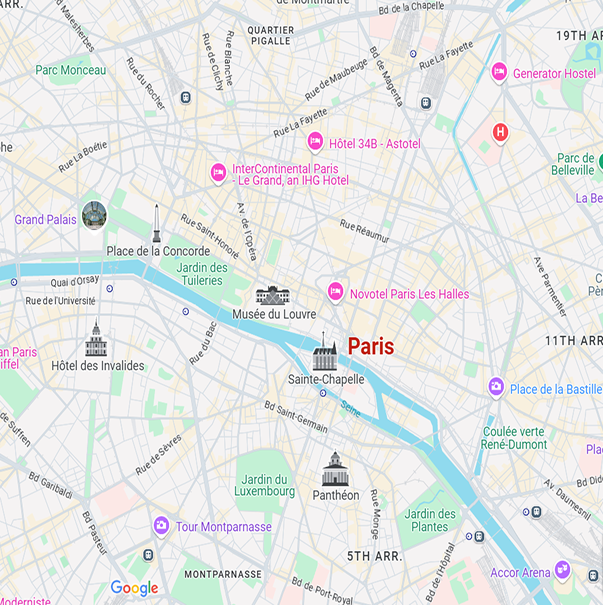 de Montmartre
Bd de la Chapelle
Bd Malesherbes
QUARTIER
PIGALLE
19TH AR
Rue de Clichy
Rue Blanche
Rue La Fayette
Parc Monceau
Rue du Rocher
Rue de Maubeuge
Bd de Magenta
Generator Hostel
Rue La Fayette
H
Hôtel 34B - Astotel
phe
Rue La Boétie
Parc de
Belleville
InterContinental Paris
- Le Grand, an IHG Hotel
La Be
Grand Palais
Av. de l'Opéra
Rue Saint-Honoré
Rue Réaumur
Place de la Concorde
Jardin des
Tuileries
Quai d'Orsay
Ave Parmentier
C
Pèr
Rue de l'Université
Novotel Paris Les Halles
Musée du Louvre
Rue du Bac
Paris
11TH ARR.
an Paris
iffel
Hôtel des Invalides
Sainte-Chapelle
Place de la Bastille
Seine
de Suffren
Bd Saint-Germain
Coulée verte
René-Dumont
Rue de Sèvres
Pla
Bd Garibaldi
Jardin du
Luxembourg
Panthéon
Bd Did
Av Daumesnil
Rue Monge
Jardin des
Plantes
Bd Pasteur
Tour Montparnasse
5TH ARR.
Bd de l'Hôpital
Google
MONTPARNASSE
Accor Arena
Bd de Port-Royal
Moderniste